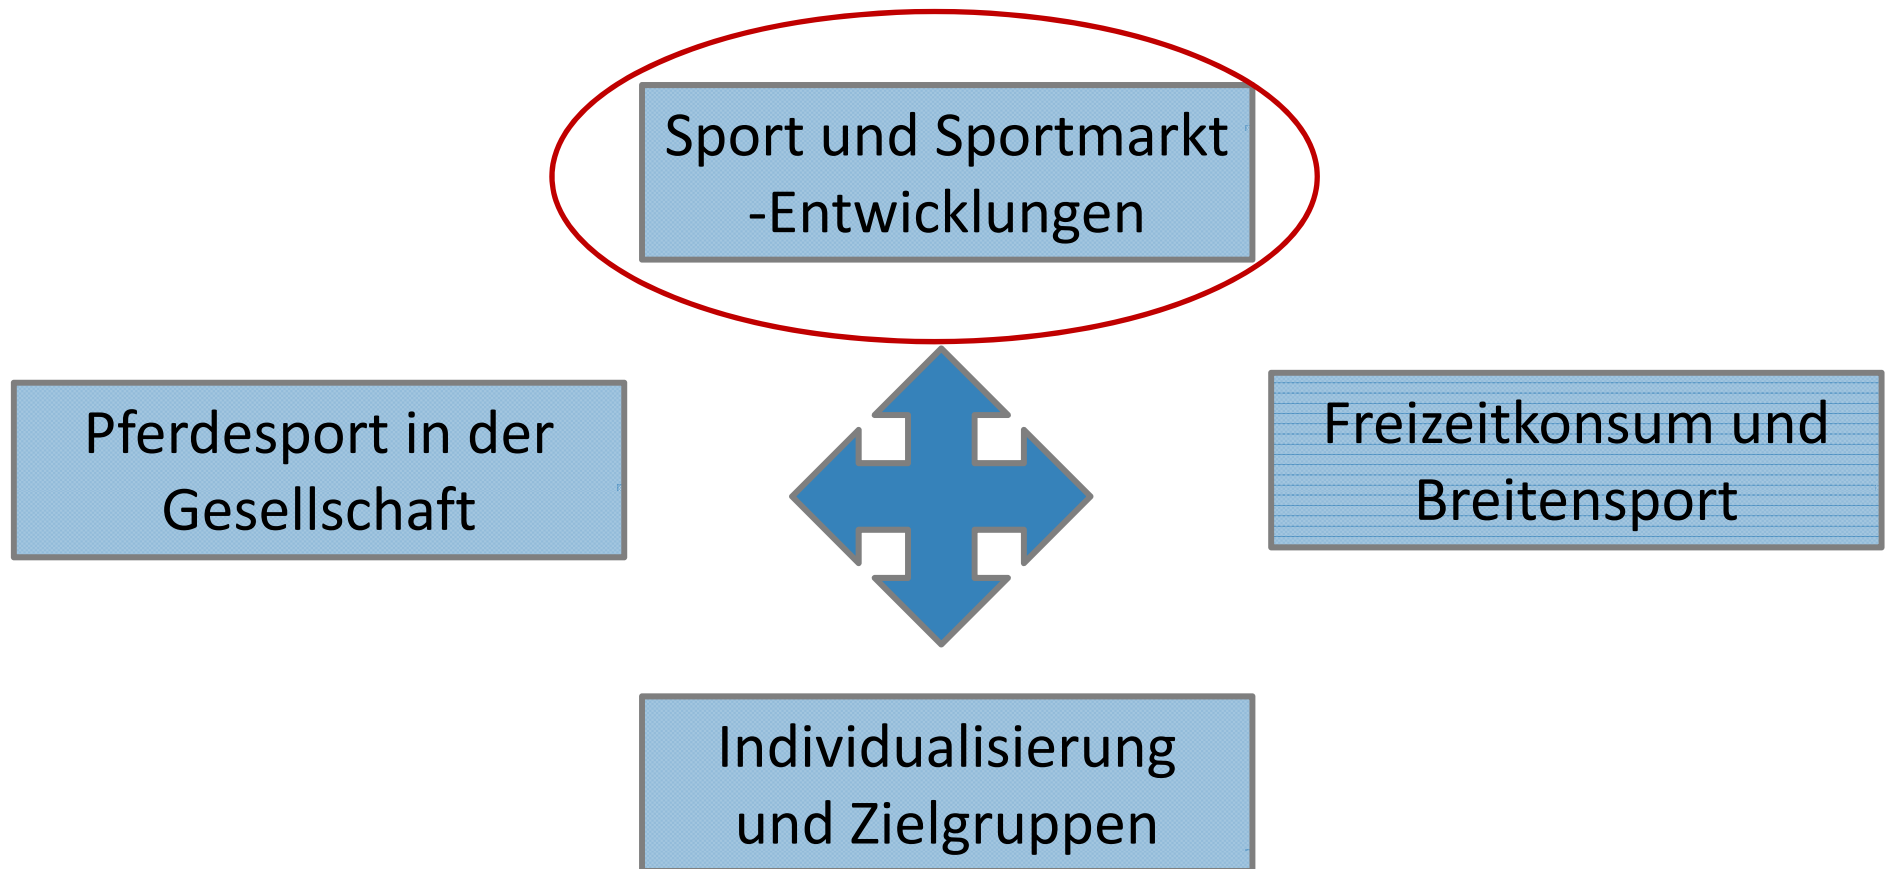 Sport und Sportmarkt
-Entwicklungen
Pferdesport in der
Gesellschaft
Freizeitkonsum und
Breitensport
Individualisierung
und Zielgruppen